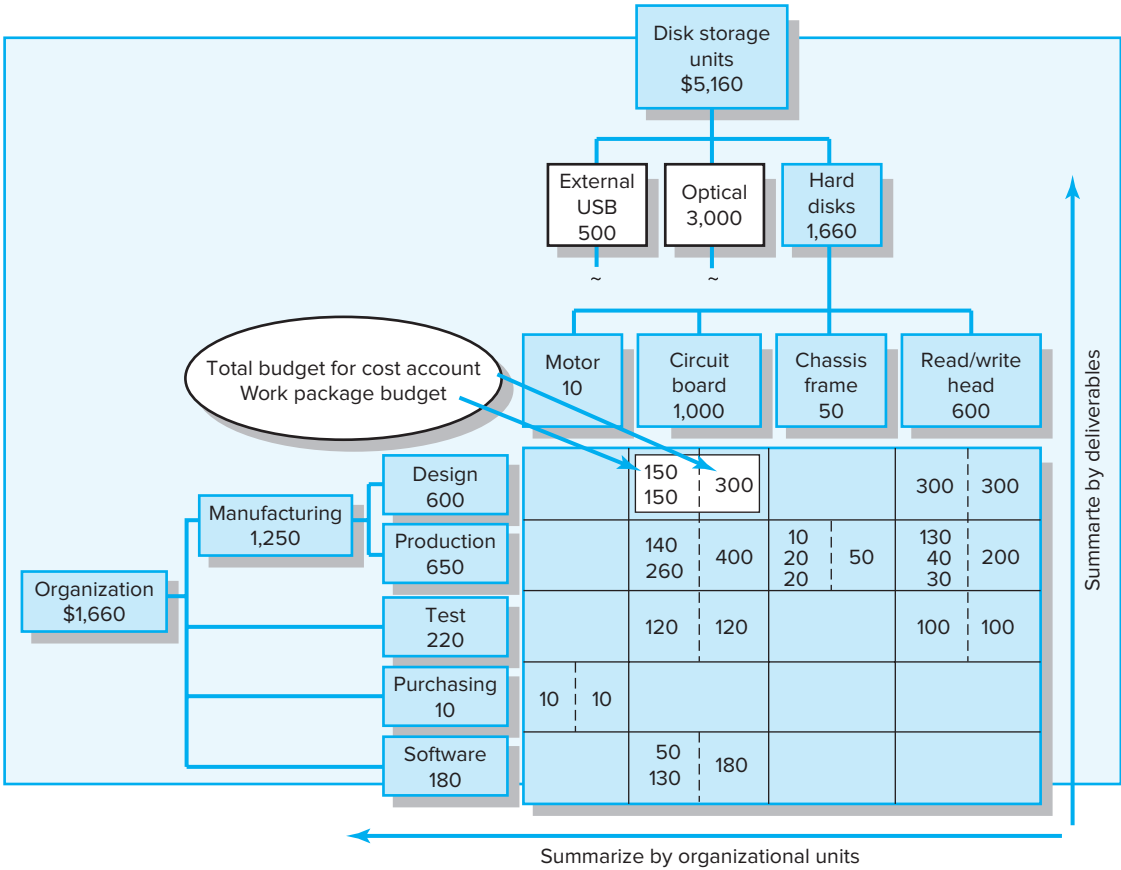 Disk storage
units
$5,160
External
USB
500
Optical
3,000
Hard
disks
1,660
~
~
Total budget for cost account
Work package budget
Motor
10
Circuit
board
1,000
Chassis
frame
50
Read/write
head
600
Summarte by deliverables
Organization
$1,660
Manufacturing
1,250
Design
600
150
150
300
300
300
Production
650
140
260
400
10
20
20
50
130
40
30
200
Test
220
120
120
100
100
Purchasing
10
10
10
Software
180
50
130
180
Summarize by organizational units